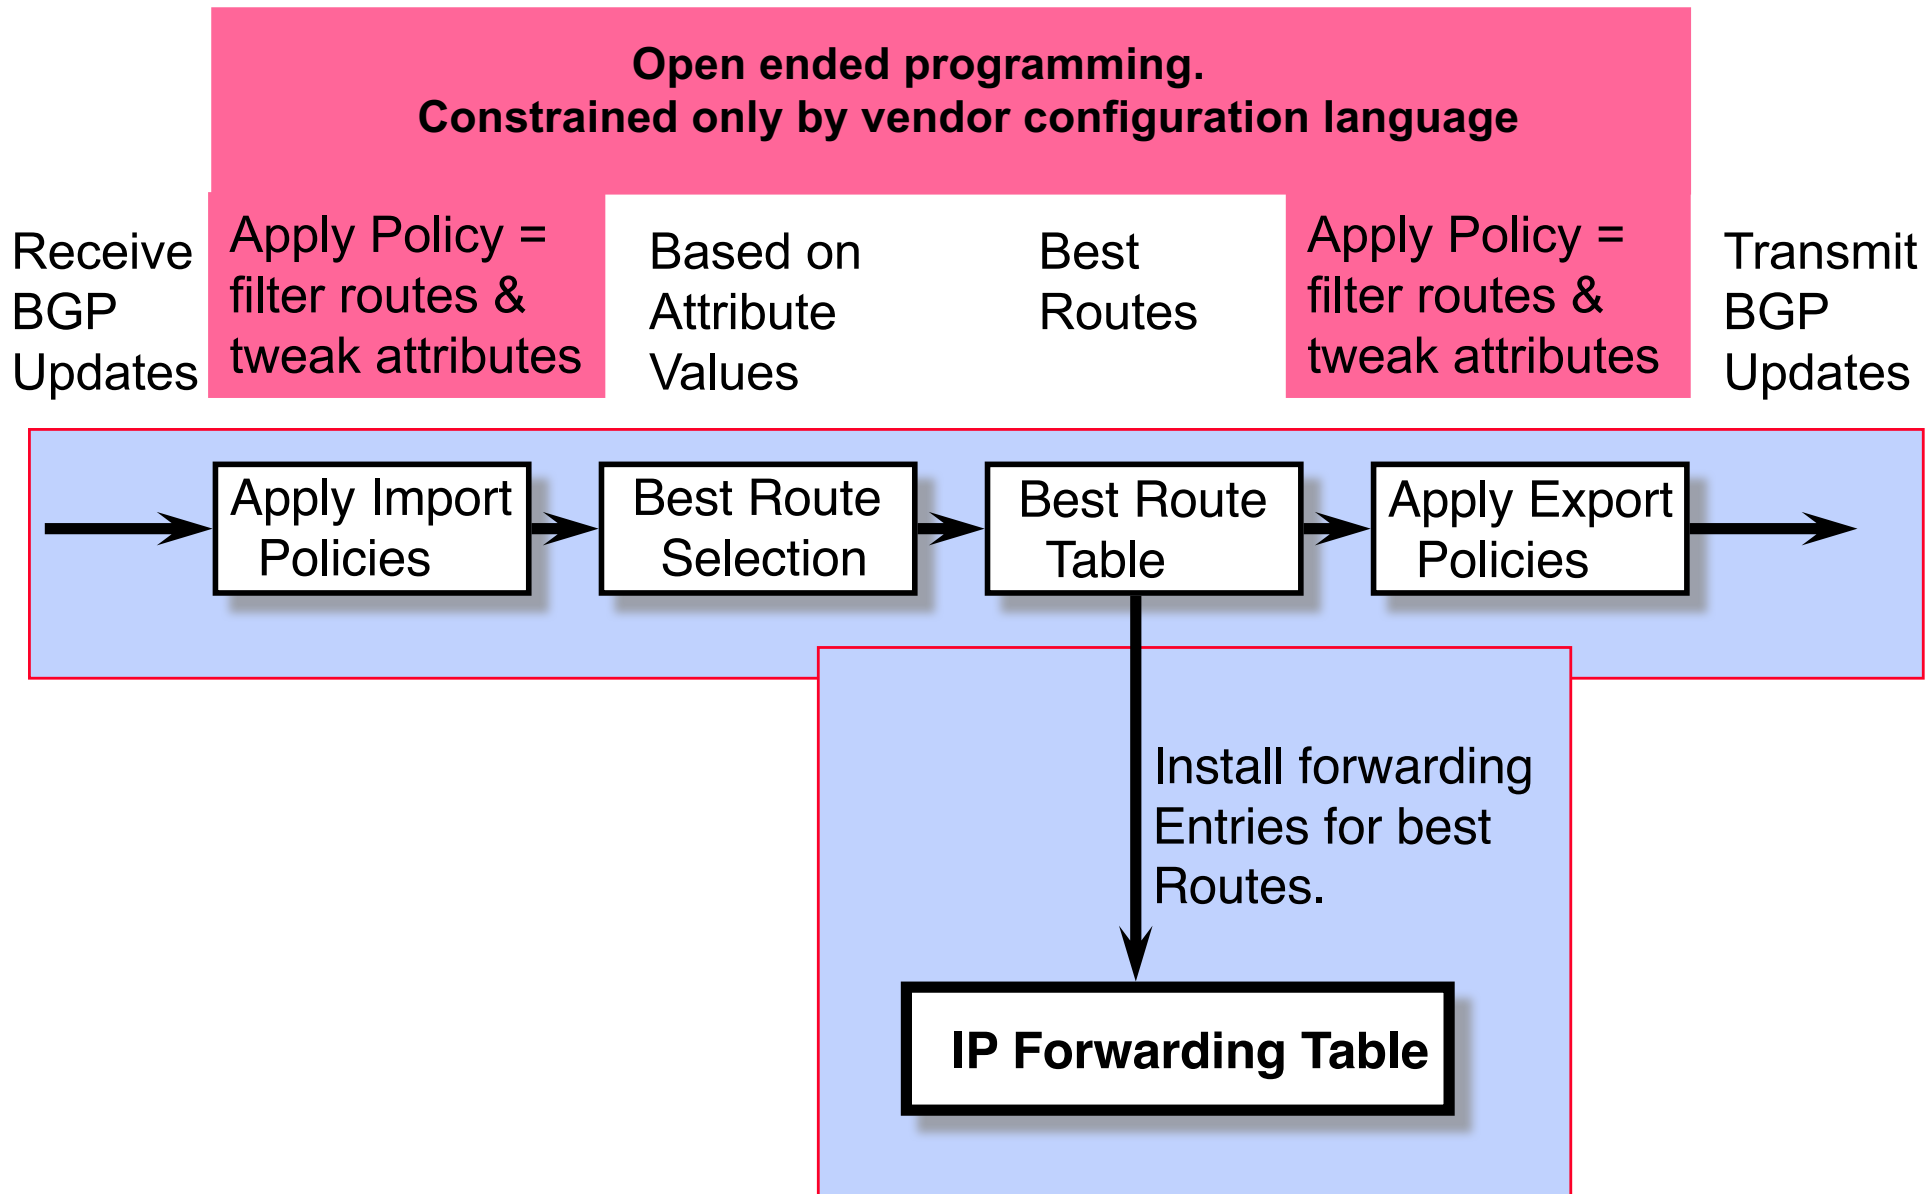 Open ended programming.
Constrained only by vendor configuration language
Receive
BGP
Updates
Apply Policy =
filter routes &
tweak attributes
Based on
Attribute
Values
Best
Routes
Apply Policy =
filter routes &
tweak attributes
Transmit
BGP
Updates
Apply Import
Policies
Best Route
Selection
Best Route
Table
Apply Export
Policies
Install forwarding
Entries for best
Routes.
IP Forwarding Table